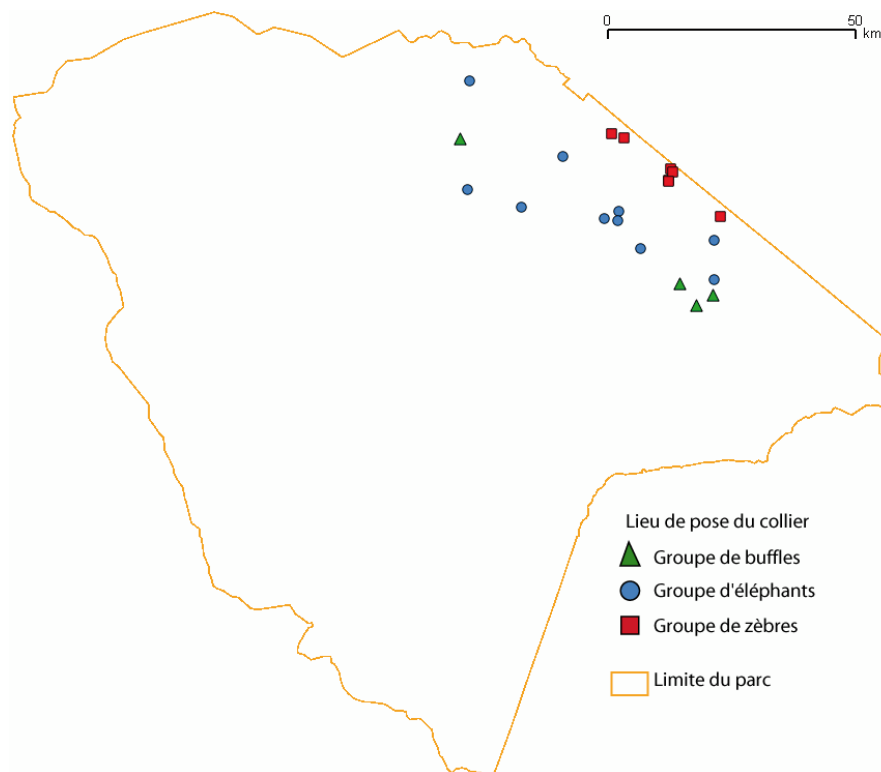 0 50
km
Lieu de pose du collier
Groupe de buffles
Groupe d'éléphants
Groupe de zèbres
Limite du parc